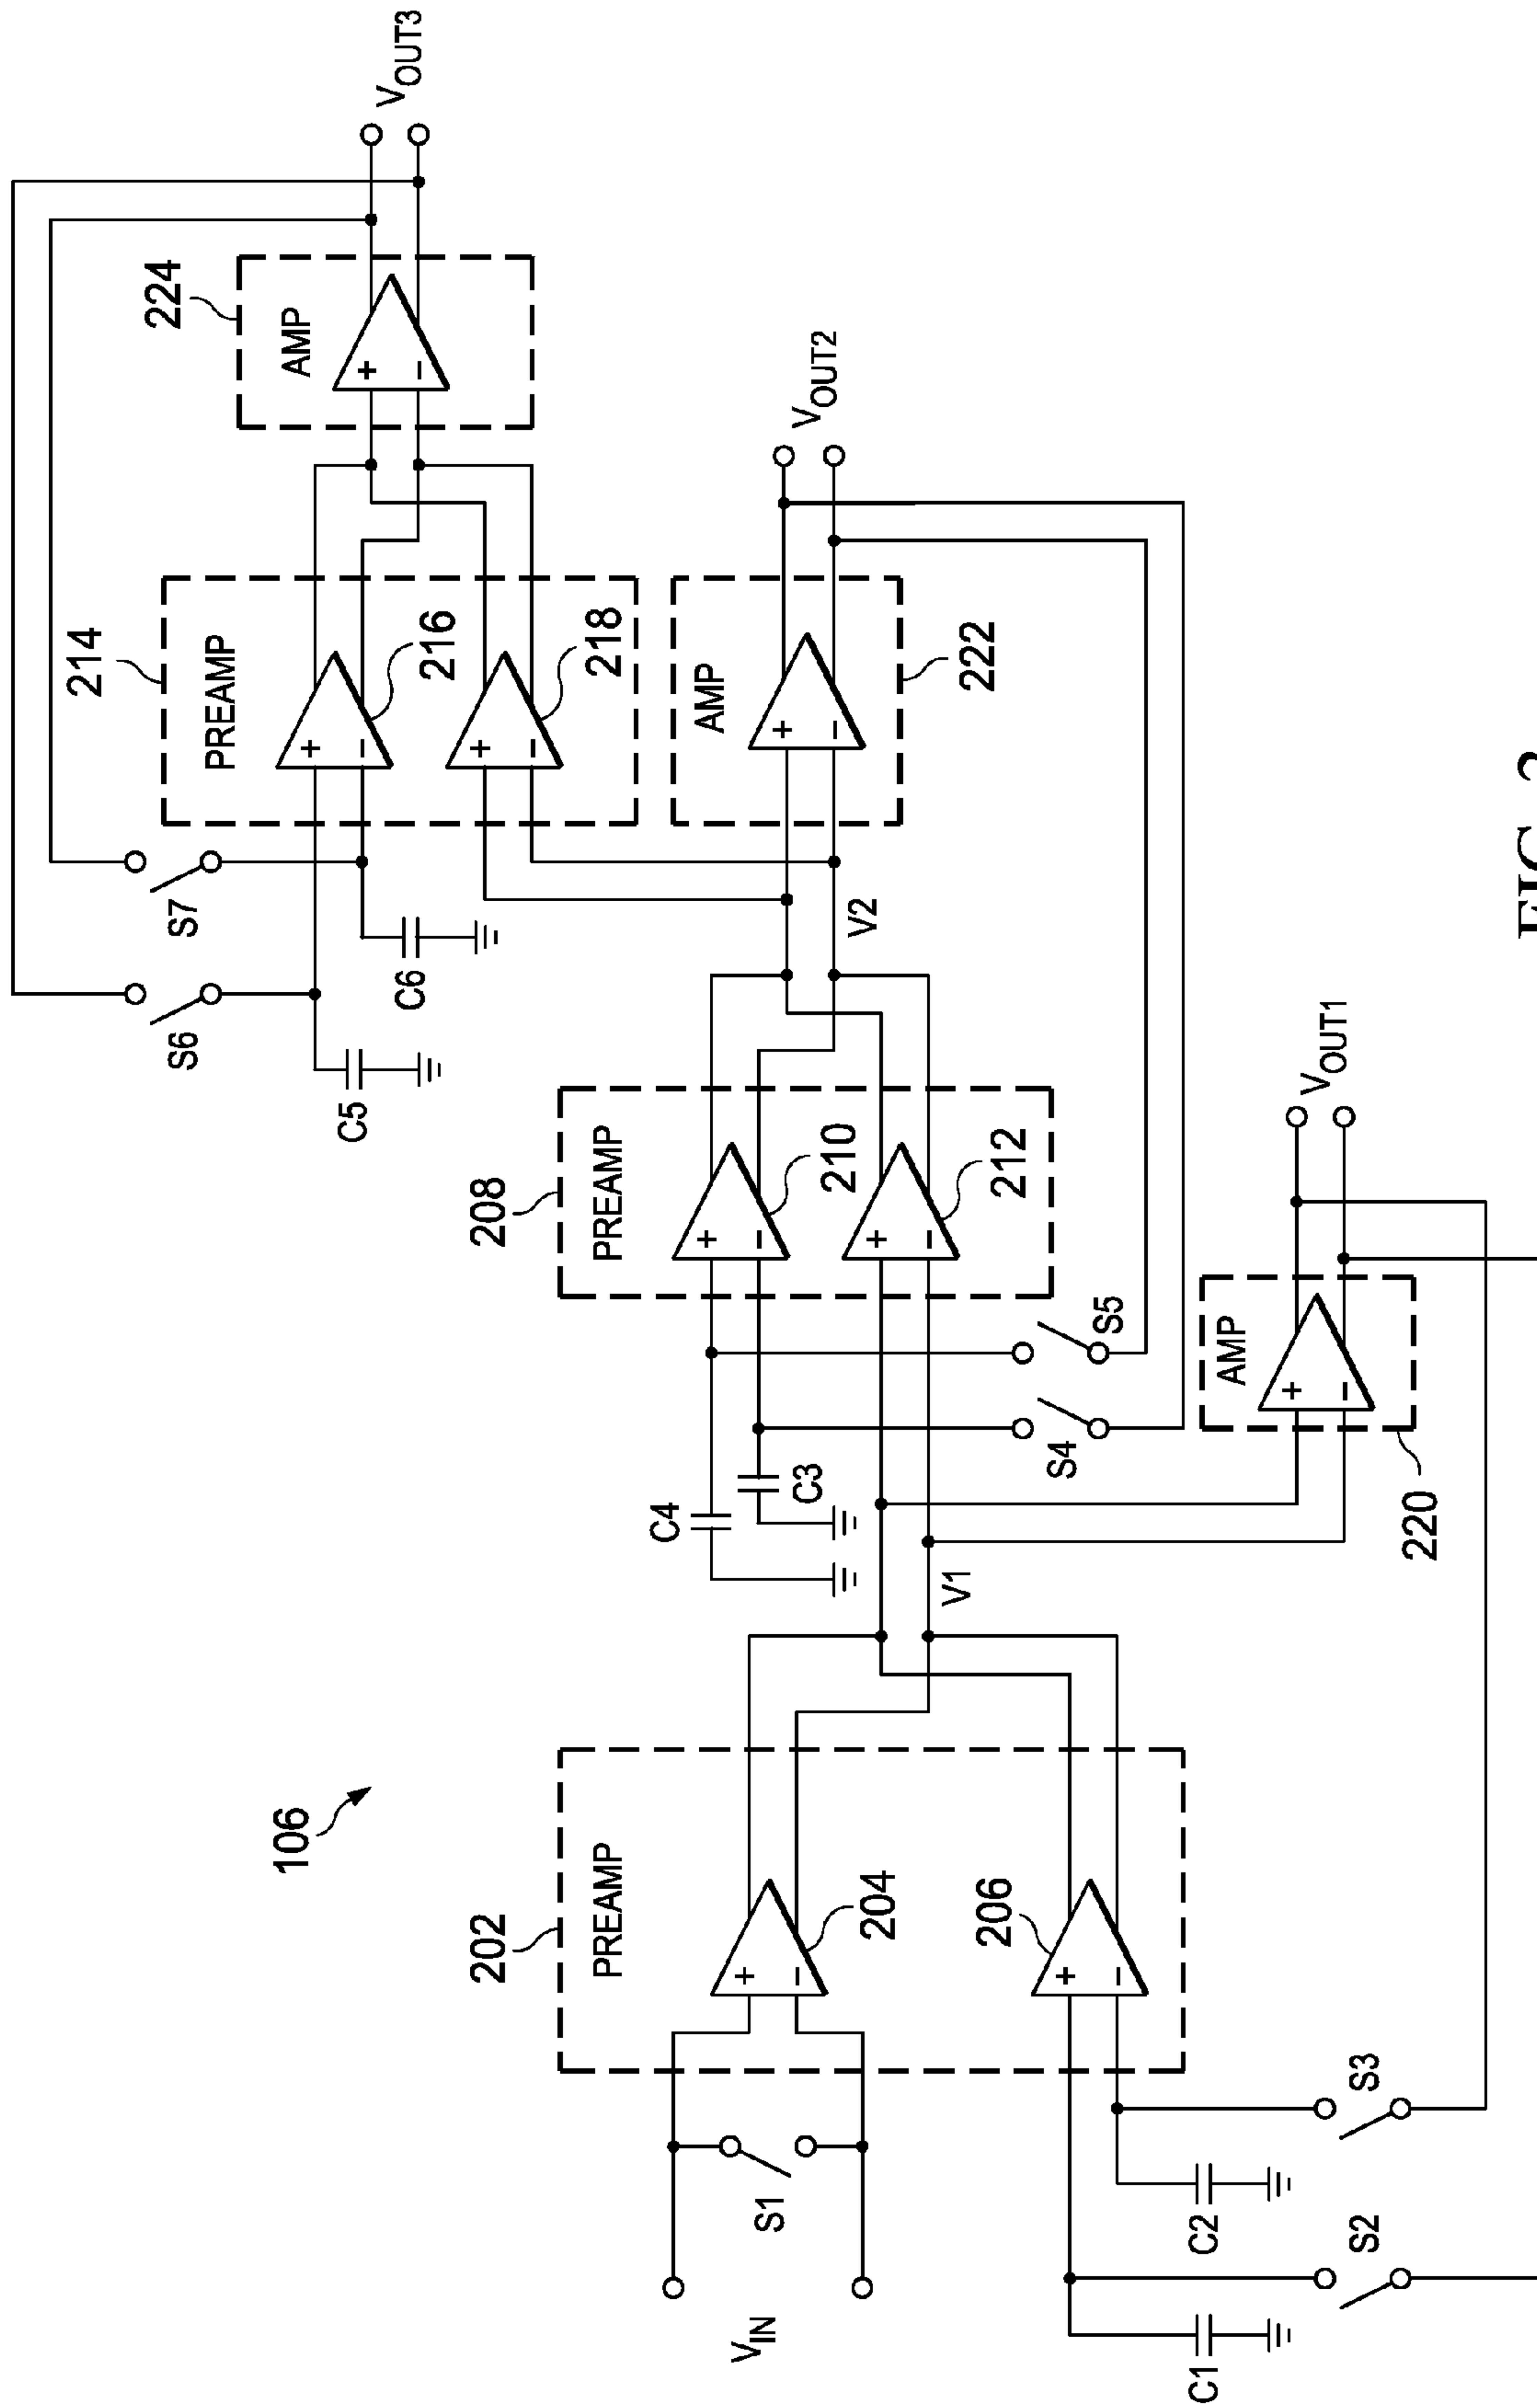 106
202
PREAMP
204
206
+
−
+
−
VIN
S1
C1
C2
S2
S3
V1
208
PREAMP
210
212
+
−
+
−
C4
C3
S4
S5
220
AMP
+
−
VOUT1
V2
214
PREAMP
216
218
+
−
+
−
S6
S7
C5
C6
222
AMP
+
−
VOUT2
224
AMP
+
−
VOUT3